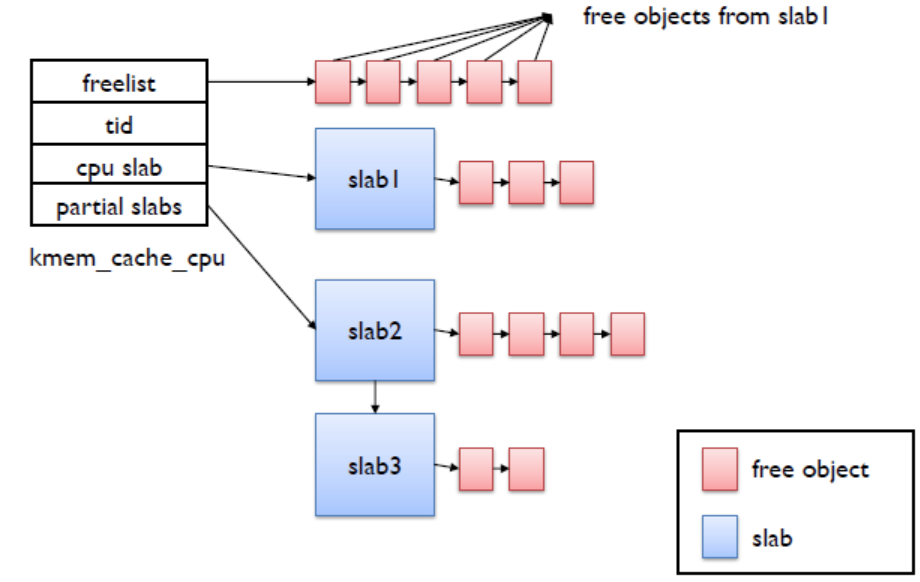 free objects from slab1
freelist
tid
cpu slab
partial slabs
kmem_cache_cpu
slab1
slab2
slab3
free object
slab